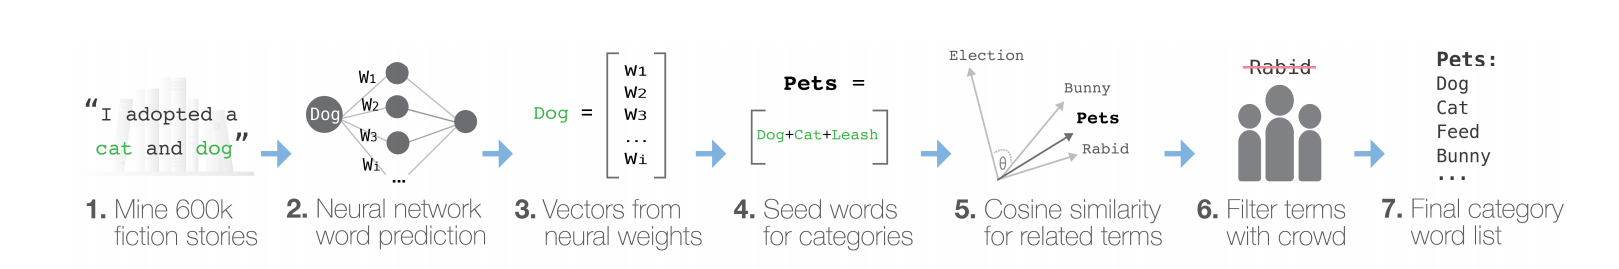 “I adopted a
cat and dog”
1. Mine 600k
fiction stories
Dog
W1
W2
W3
Wi
...
2. Neural network
word prediction
Dog =
W1
W2
W3
...
Wi
3. Vectors from
neural weights
Pets =
Dog+Cat+Leash
4. Seed words
for categories
Election
Bunny
Pets
Rabid
θ
5. Cosine similarity
for related terms
Rabid
6. Filter terms
with crowd
Pets:
Dog
Cat
Feed
Bunny
...
7. Final category
word list